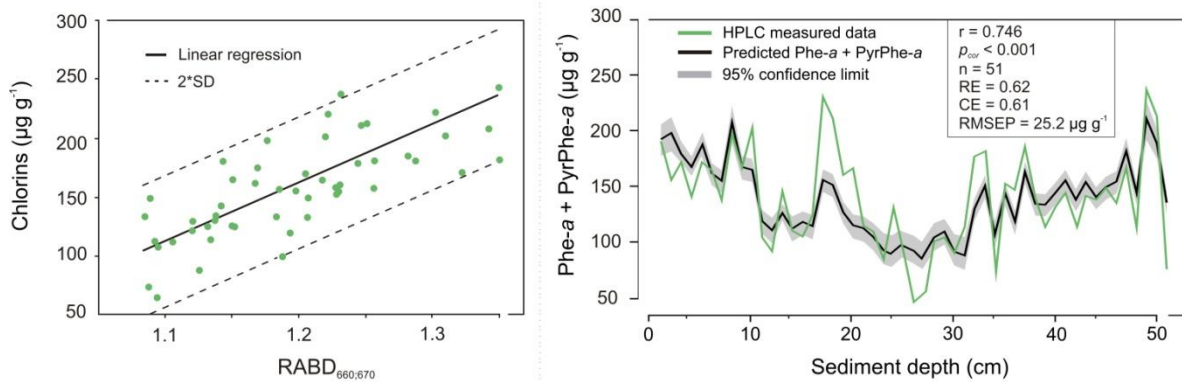 300
250
200
150
100
50
Chlorins (µg g⁻¹)
Linear regression
2*SD
1.1
1.2
1.3
RABD₆₆₀;₆₇₀
300
250
200
150
100
50
Phe-a + PyrPhe-a (µg g⁻¹)
HPLC measured data
Predicted Phe-a + PyrPhe-a
95% confidence limit
r = 0.746
p_cor < 0.001
n = 51
RE = 0.62
CE = 0.61
RMSEP = 25.2 µg g⁻¹
0
10
20
30
40
50
Sediment depth (cm)